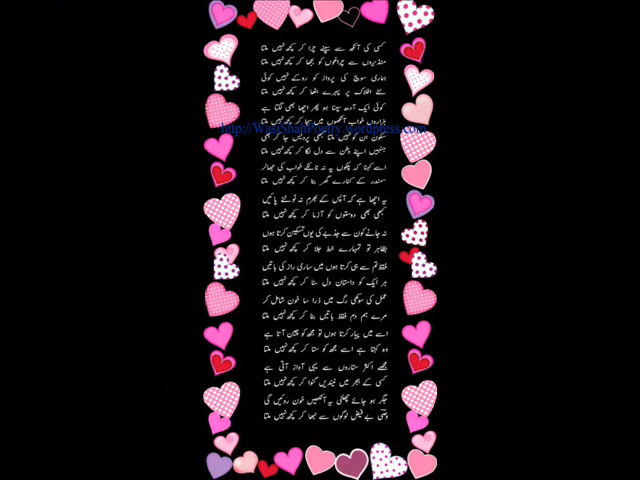 کسی کی آنکھ سے سپنے چرا کر کچھ نہیں ملتا
منڈیروں سے چراغوں کو بجھا کر کچھ نہیں ملتا
ہماری سوچ کی پرواز کو روکے نہیں کوئی
نئے افلاک پر پہرے بٹھا کر کچھ نہیں ملتا
کوئی ایک آدھ سپنا ہو پھر اچھا بھی لگتا ہے
ہزاروں خواب آنکھوں میں سجا کر کچھ نہیں ملتا
http://WasiShahPoetry.wordpress.com
سکون ان کو نہیں ملتا کبھی پردیس جا کر بھی
جنہیں اپنے وطن سے دل لگا کر کچھ نہیں ملتا
اسے کہنا کہ پلکوں پہ نہ ٹانکے خواب کی جھالر
سمندر کے کنارے گھر بنا کر کچھ نہیں ملتا
یہ اچھا ہے کہ آپس کے بھرم نہ ٹوٹنے پائیں
کبھی بھی دوستوں کو آزما کر کچھ نہیں ملتا
نہ جانے کون سے جذبے کی یوں تسکین کرتا ہوں
بظاہر تو تمہارے خط جلا کر کچھ نہیں ملتا
فقط تم سے ہی کرتا ہوں میں ساری راز کی باتیں
ہر ایک کو داستان دل سنا کر کچھ نہیں ملتا
عمل کی سوکھی رگ میں ذرا سا خون شامل کر
مرے ہم دم فقط باتیں بنا کر کچھ نہیں ملتا
اسے میں پیار کرتا ہوں تو مجھ کو چین آتا ہے
وہ کہتا ہے اسے مجھ کو ستا کر کچھ نہیں ملتا
مجھے اکثر ستاروں سے یہی آواز آتی ہے
کسی کے ہجر میں نیندیں گنوا کر کچھ نہیں ملتا
جگر ہو جائے چھلنی یہ آنکھیں خون روئیں گی
وصی بے فیض لوگوں سے نبھا کر کچھ نہیں ملتا